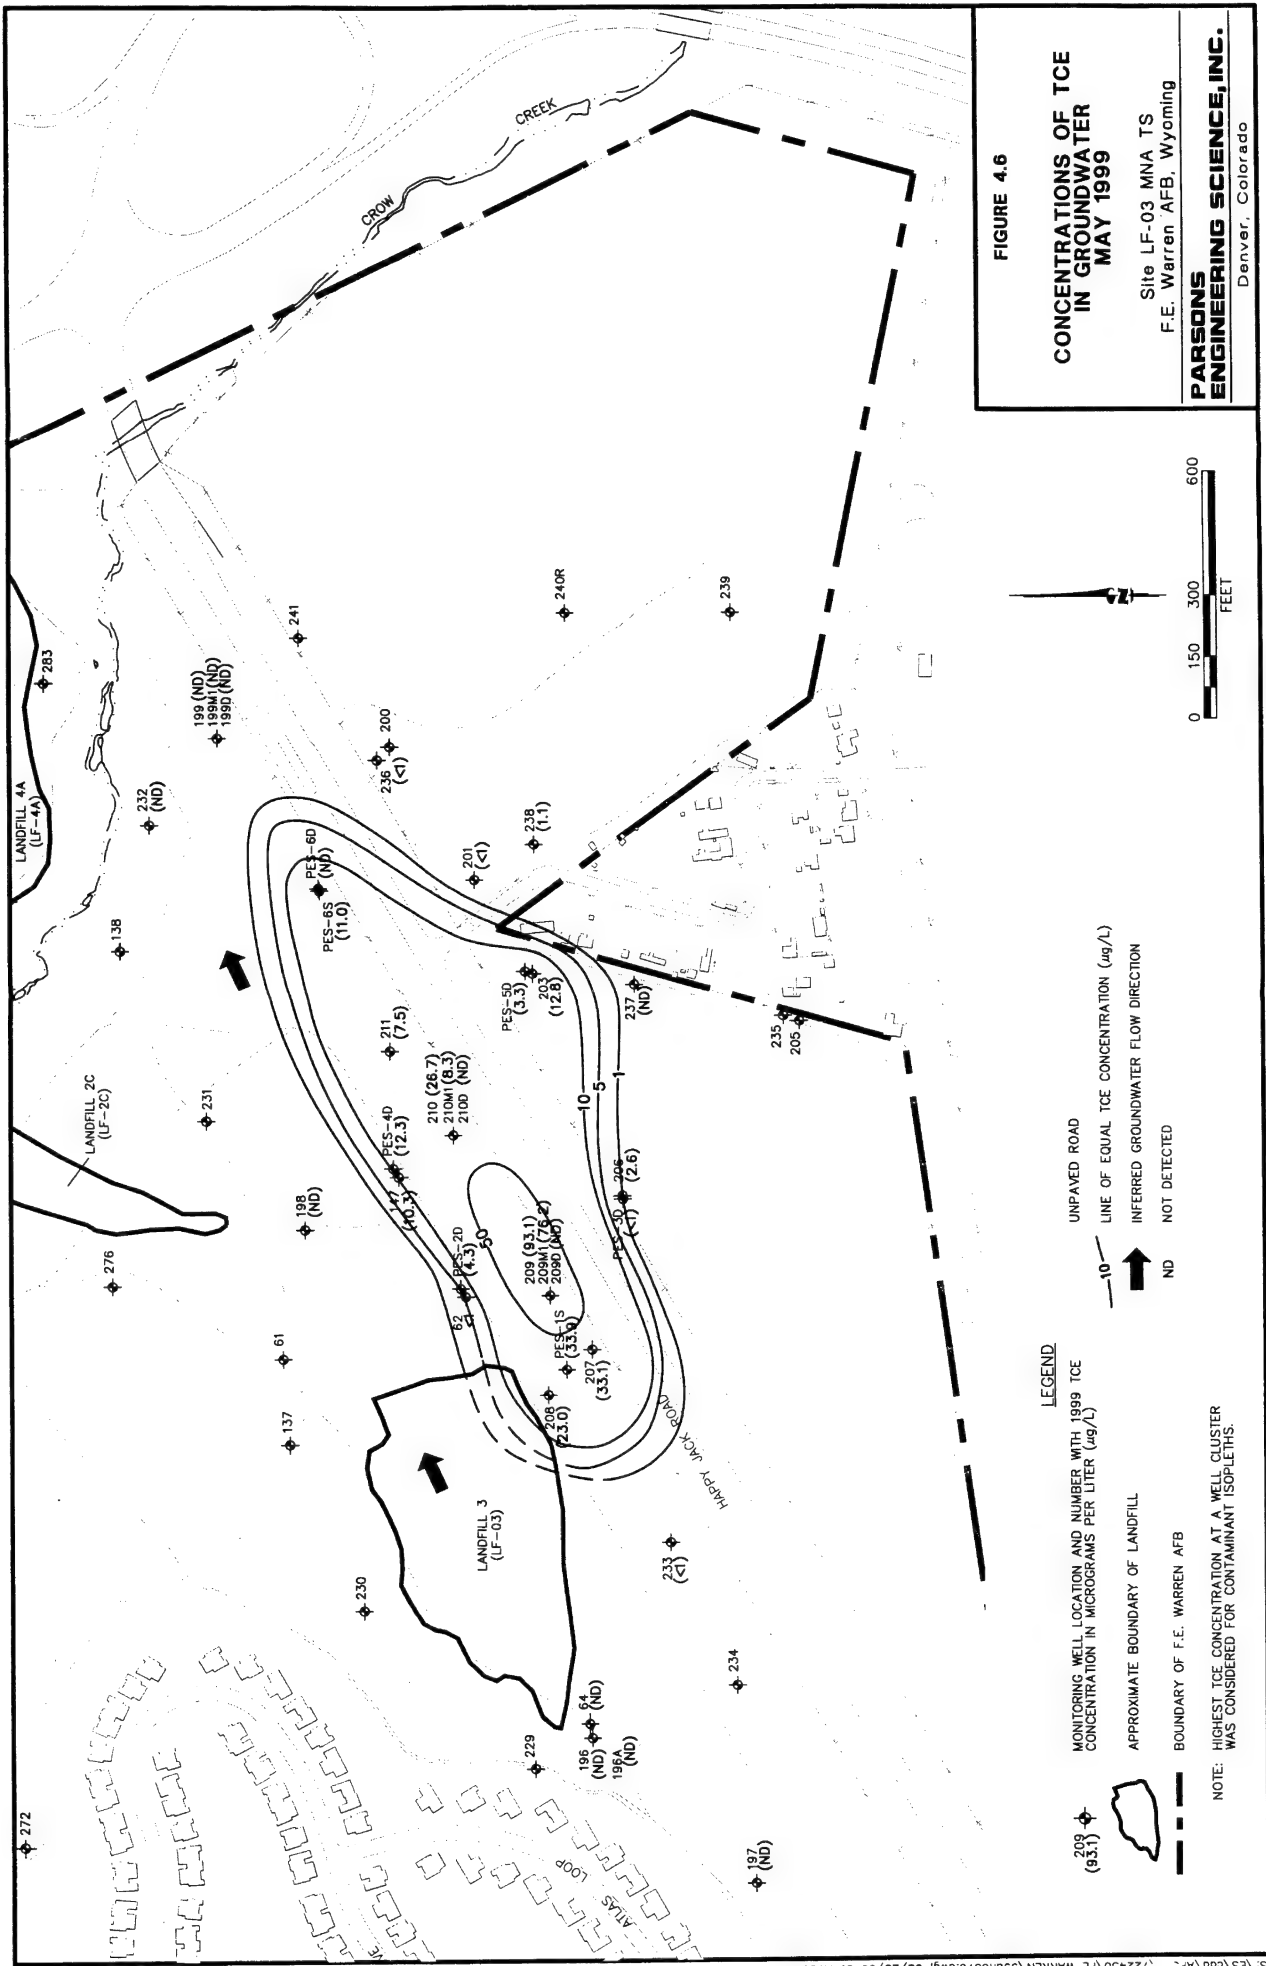 CROW
CREEK
LANDFILL 4A
(LF-4A)
283
138
232
(ND)
199 (ND)
199M1 (ND)
199D (ND)
241
236
(<1)
200
240R
239
201
(<1)
238
(1.1)
PES-6D
(ND)
PES-6S
(11.0)
LANDFILL 2C
(LF-2C)
231
198
(ND)
276
61
137
211
(7.5)
PES-4D
(12.3)
147
(10.3)
210 (26.7)
210M1 (8.3)
210D (ND)
PES-5D
(3.3)
203
(12.8)
237
(ND)
235
205
PES-2D
(4.3)
62
<1
50
209 (93.1)
209M1 (76.2)
209D (ND)
10
5
1
206
(2.6)
PES-3D
(<1)
PES-1S
(33.9)
207
(33.1)
208
(23.0)
HAPPY JACK ROAD
LANDFILL 3
(LF-03)
230
233
(<1)
234
64
(ND)
196
(ND)
196A
(ND)
229
197
(ND)
272
ATLAS
LOOP
VE
LEGEND
209
(93.1)
MONITORING WELL LOCATION AND NUMBER WITH 1999 TCE
CONCENTRATION IN MICROGRAMS PER LITER (µg/L)
APPROXIMATE BOUNDARY OF LANDFILL
BOUNDARY OF F.E. WARREN AFB
UNPAVED ROAD
10
LINE OF EQUAL TCE CONCENTRATION (µg/L)
INFERRED GROUNDWATER FLOW DIRECTION
ND
NOT DETECTED
NOTE: HIGHEST TCE CONCENTRATION AT A WELL CLUSTER
WAS CONSIDERED FOR CONTAMINANT ISOPLETHS.
N
0 150 300 600
FEET
FIGURE 4.6
CONCENTRATIONS OF TCE
IN GROUNDWATER
MAY 1999
Site LF-03 MNA TS
F.E. Warren AFB, Wyoming
PARSONS
ENGINEERING SCIENCE, INC.
Denver, Colorado